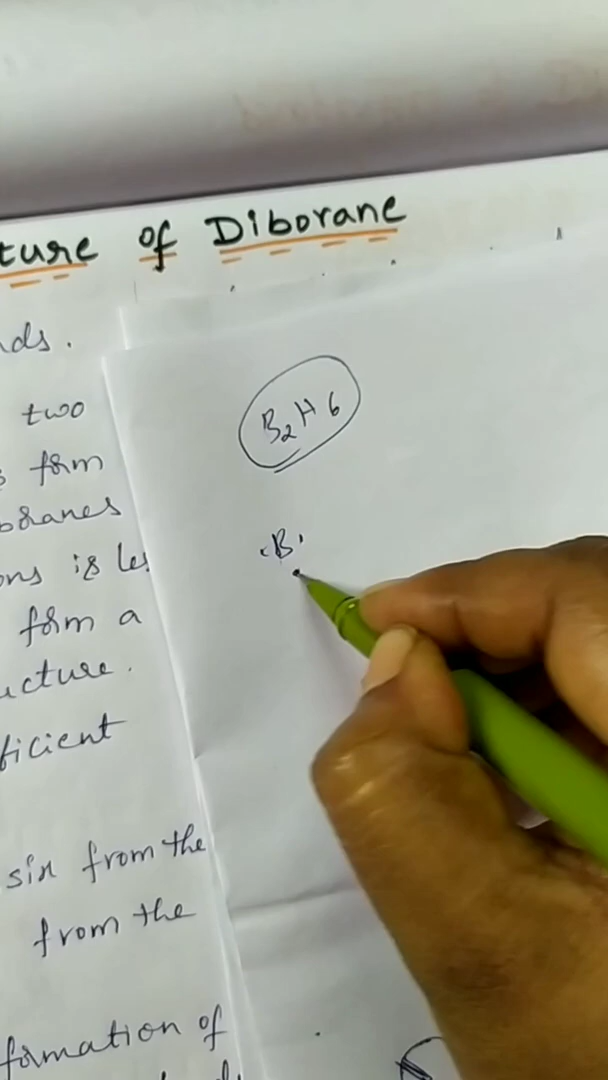 ture of Diborane
nds.
two
form
boranes
ons is les
form a
ucture.
ficient
B2H6
B
six from the
from the
formation of